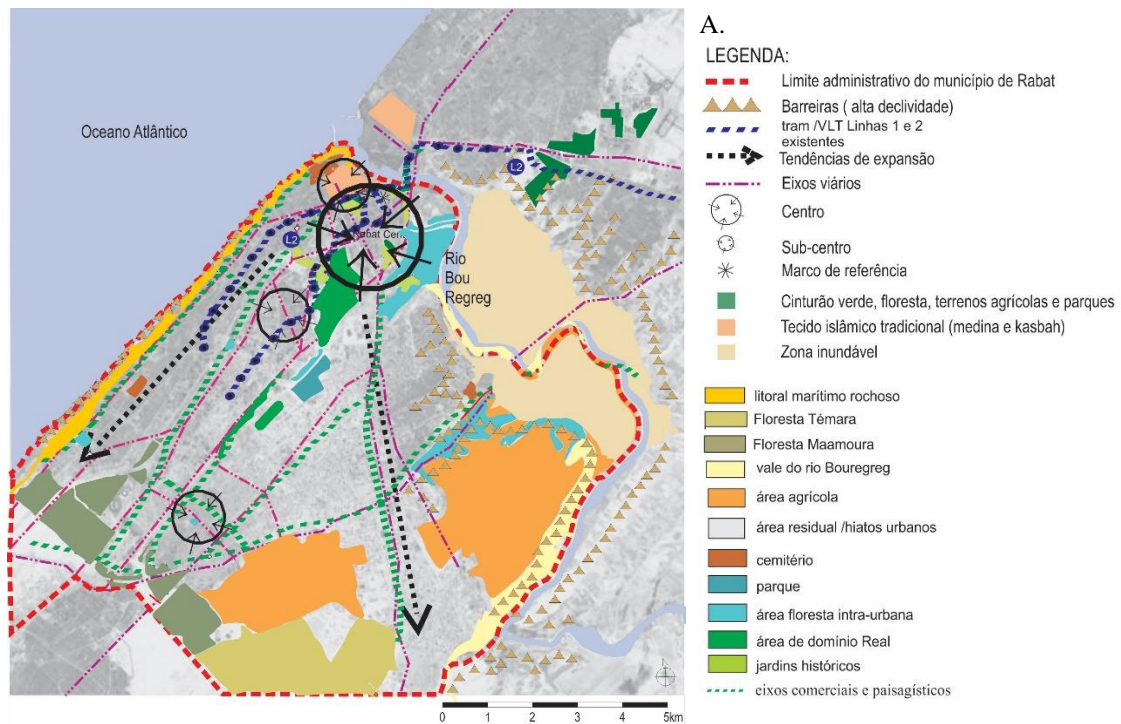 A.
LEGENDA:
Limite administrativo do município de Rabat
Barreiras ( alta declividade)
tram /VLT Linhas 1 e 2
existentes
Tendências de expansão
Eixos viários
Centro
Sub-centro
Marco de referência
Cinturão verde, floresta, terrenos agrícolas e parques
Tecido islâmico tradicional (medina e kasbah)
Zona inundável
litoral marítimo rochoso
Floresta Témara
Floresta Maamoura
vale do rio Bouregreg
área agrícola
área residual /hiatos urbanos
cemitério
parque
área floresta intra-urbana
área de domínio Real
jardins históricos
eixos comerciais e paisagísticos
Oceano Atlântico
L2
L2
Rabat Cen
Rio
Bou
Regreg
0 1 2 3 4 5km